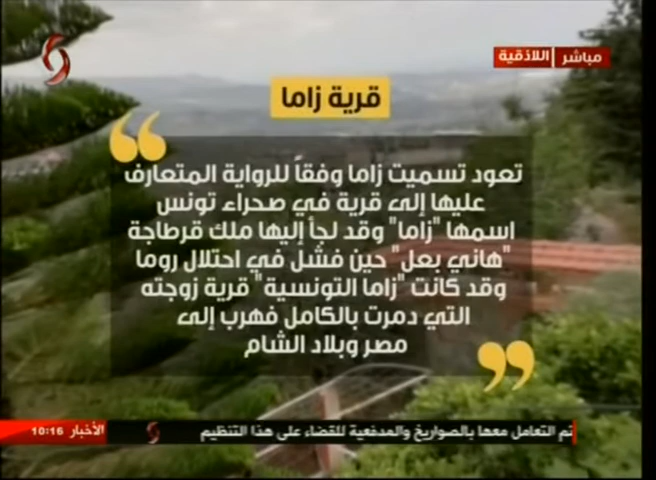 مباشر اللاذقية
قرية زاما
تعود تسميت زاما وفقاً للرواية المتعارف
عليها إلى قرية في صحراء تونس
اسمها "زاما" وقد لجأ إليها ملك قرطاجة
"هاني بعل" حين فشل في احتلال روما
وقد كانت "زاما التونسية" قرية زوجته
التي دمرت بالكامل فهرب إلى
مصر وبلاد الشام
الأخبار 10:16
تم التعامل معها بالصواريخ والمدفعية للقضاء على هذا التنظيم